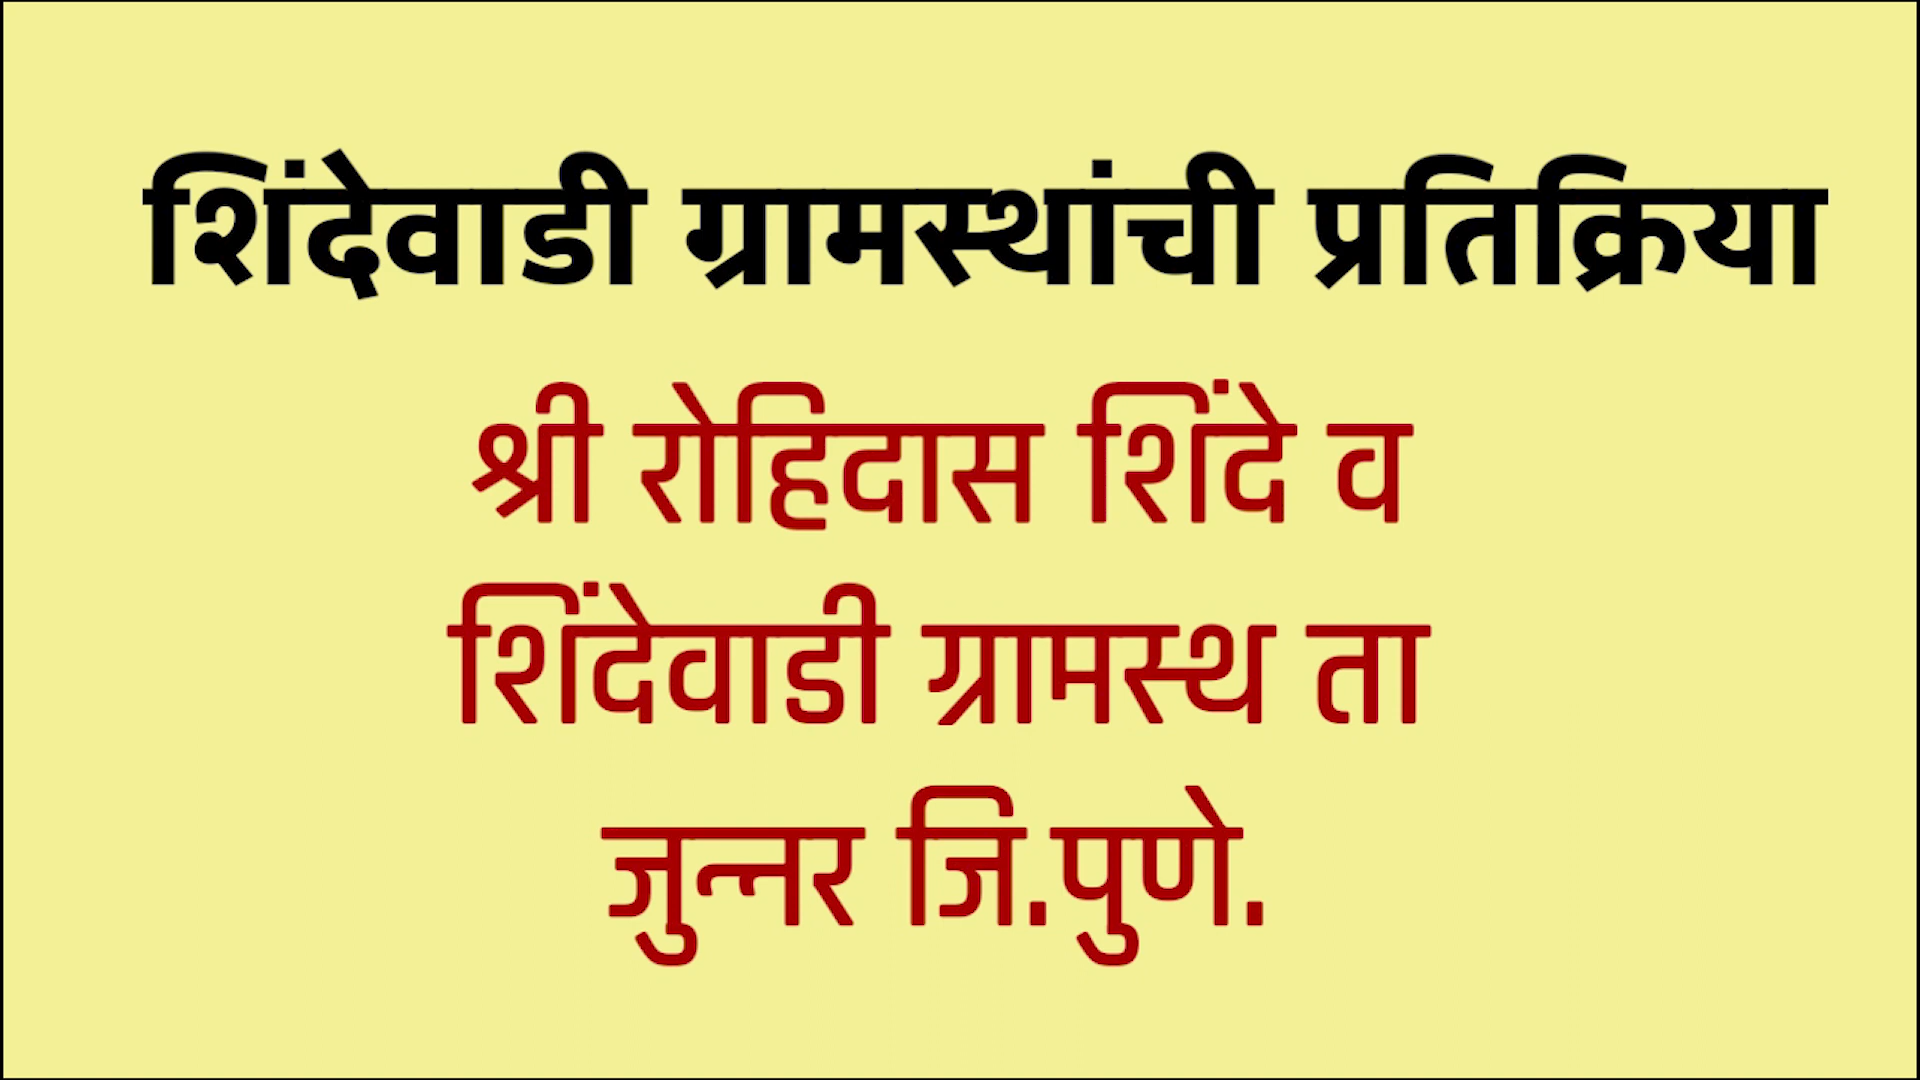 शिंदेवाडी ग्रामस्थांची प्रतिक्रिया
श्री रोहिदास शिंदे व
शिंदेवाडी ग्रामस्थ ता
जुन्नर जि.पुणे.